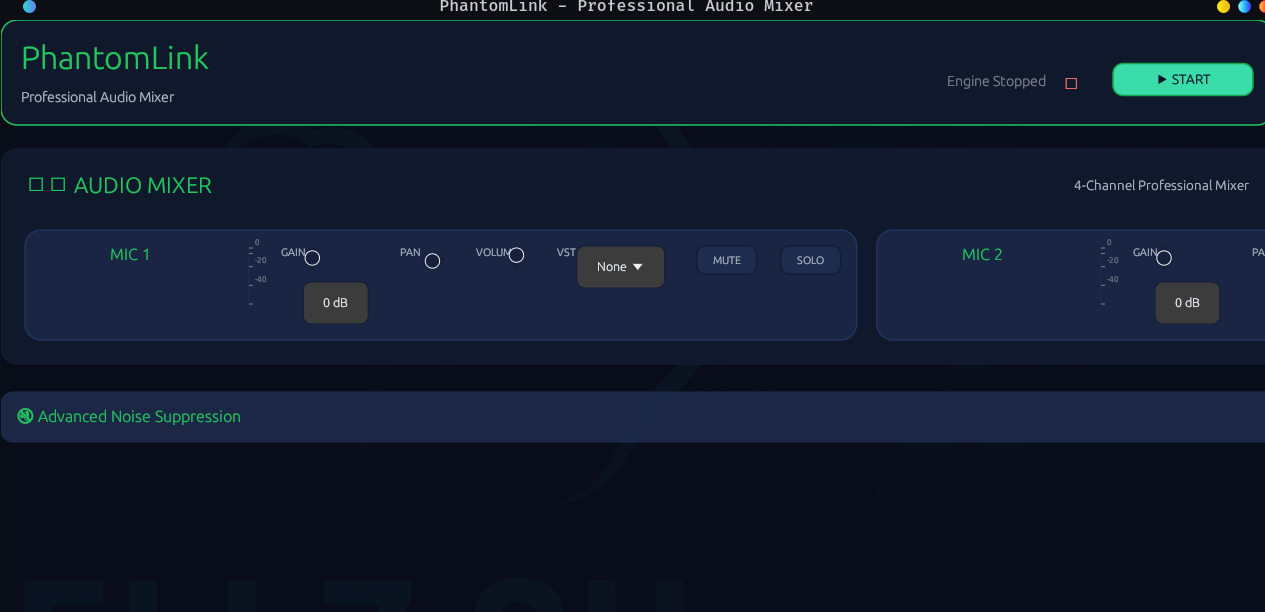 PhantomLink – Professional Audio Mixer
PhantomLink
Professional Audio Mixer
Engine Stopped
▶ START
AUDIO MIXER
4-Channel Professional Mixer
MIC 1
0
-20
-40
GAIN
0 dB
PAN
VOLUM
VST
None ▼
MUTE
SOLO
MIC 2
0
-20
-40
GAIN
0 dB
PA
Advanced Noise Suppression